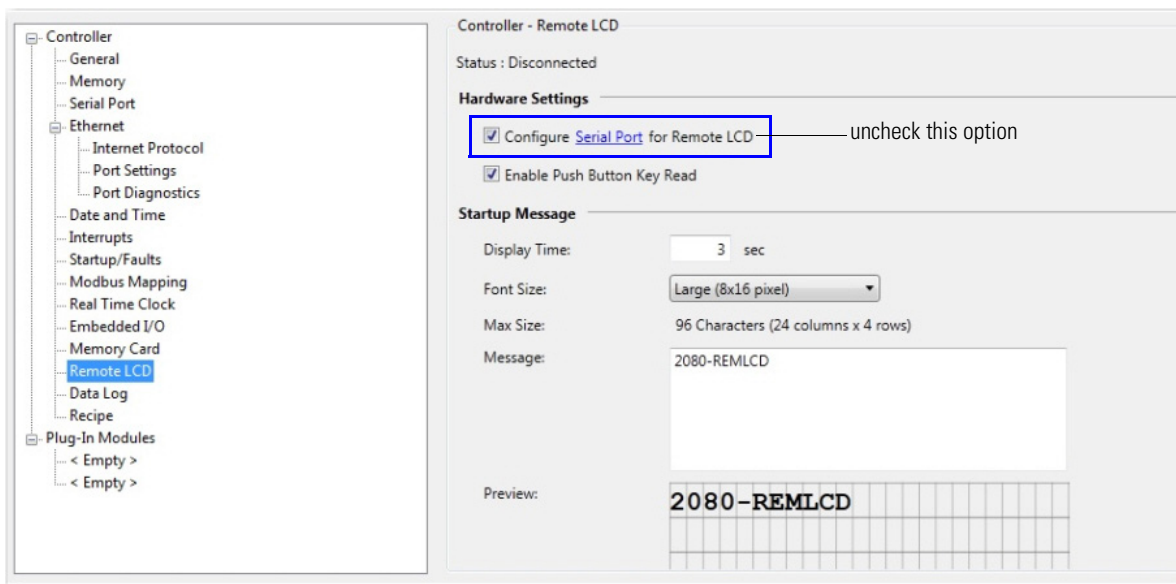 Controller
General
Memory
Serial Port
Ethernet
Internet Protocol
Port Settings
Port Diagnostics
Date and Time
Interrupts
Startup/Faults
Modbus Mapping
Real Time Clock
Embedded I/O
Memory Card
Remote LCD
Data Log
Recipe
Plug-In Modules
< Empty >
< Empty >
Controller - Remote LCD
Status : Disconnected
Hardware Settings
Configure Serial Port for Remote LCD
uncheck this option
Enable Push Button Key Read
Startup Message
Display Time: 3 sec
Font Size: Large (8x16 pixel)
Max Size: 96 Characters (24 columns x 4 rows)
Message: 2080-REMLCD
Preview: 2080-REMLCD